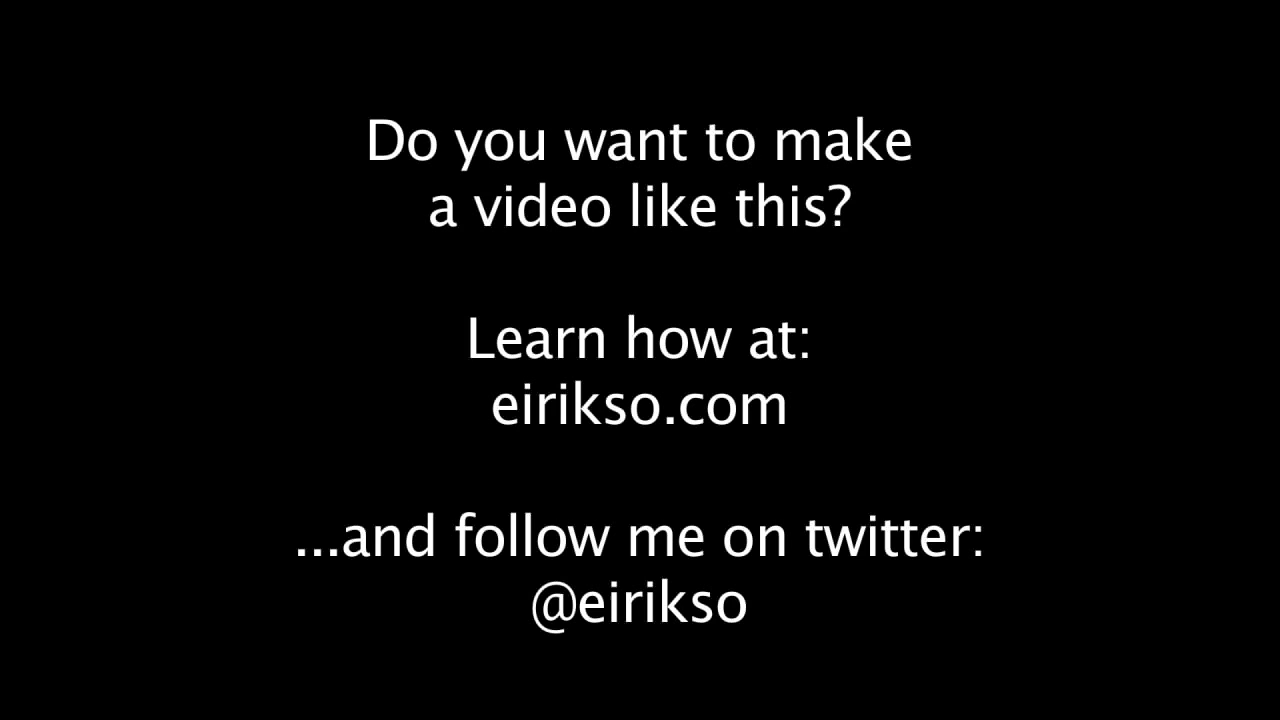 Do you want to make
a video like this?
Learn how at:
eirikso.com
...and follow me on twitter:
@eirikso